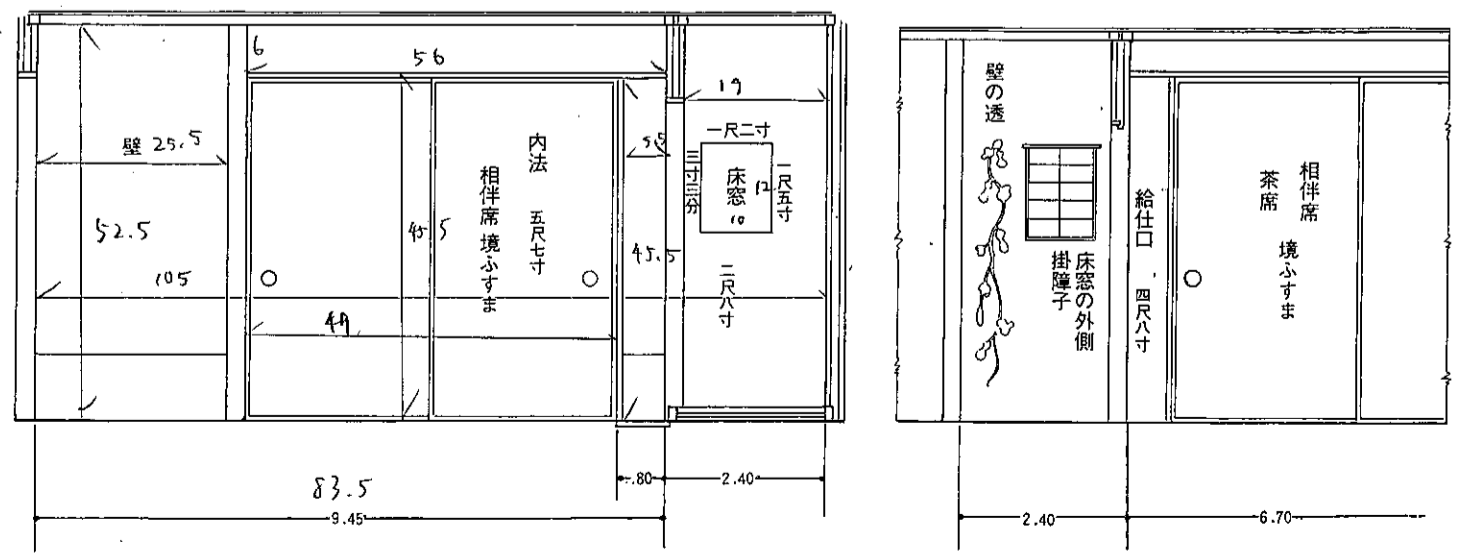 6
56
19
壁 25.5
52.5
105
内法 五尺七寸
相伴席 境ふすま
45
5
49
5.5
45.5
一尺二寸
三寸三分
床窓
12
10
一尺五寸
二尺八寸
83.5
.80
2.40
9.45
壁の透
床窓の外側
掛障子
給仕口 四尺八寸
相伴席
茶席
境ふすま
2.40
6.70